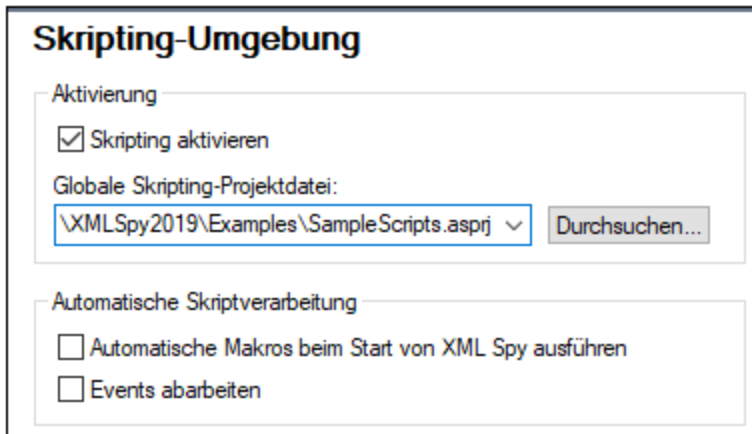 Skripting-Umgebung
Aktivierung
Skripting aktivieren
Globale Skripting-Projektdatei:
\XMLSpy2019\Examples\SampleScripts.asprj
Durchsuchen...
Automatische Skriptverarbeitung
Automatische Makros beim Start von XML Spy ausführen
Events abarbeiten